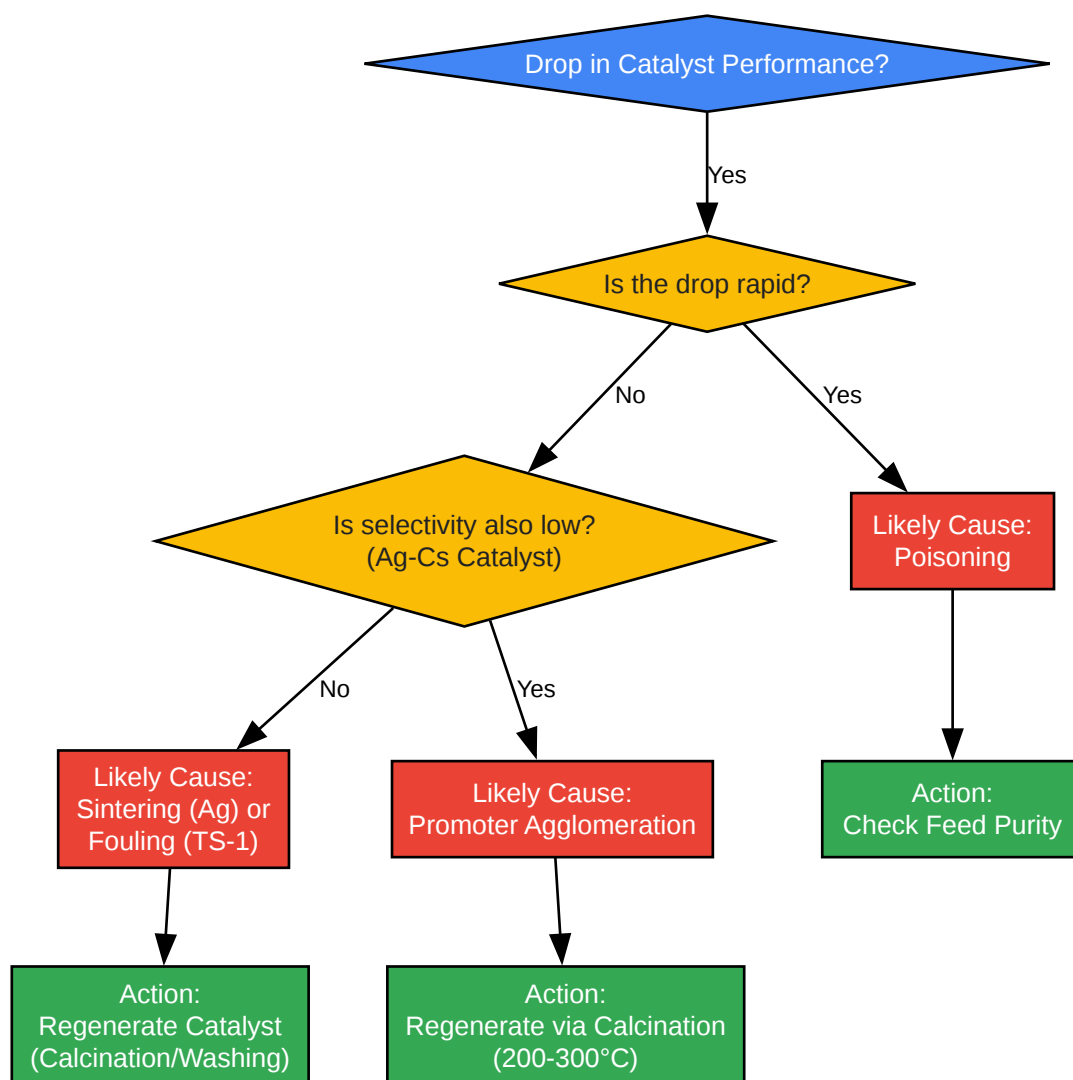 Drop in Catalyst Performance?
Yes
Is the drop rapid?
No
Yes
Is selectivity also low?
(Ag-Cs Catalyst)
Likely Cause:
Poisoning
No
Yes
Likely Cause:
Sintering (Ag) or
Fouling (TS-1)
Likely Cause:
Promoter Agglomeration
Action:
Check Feed Purity
Action:
Regenerate Catalyst
(Calcination/Washing)
Action:
Regenerate via Calcination
(200-300°C)